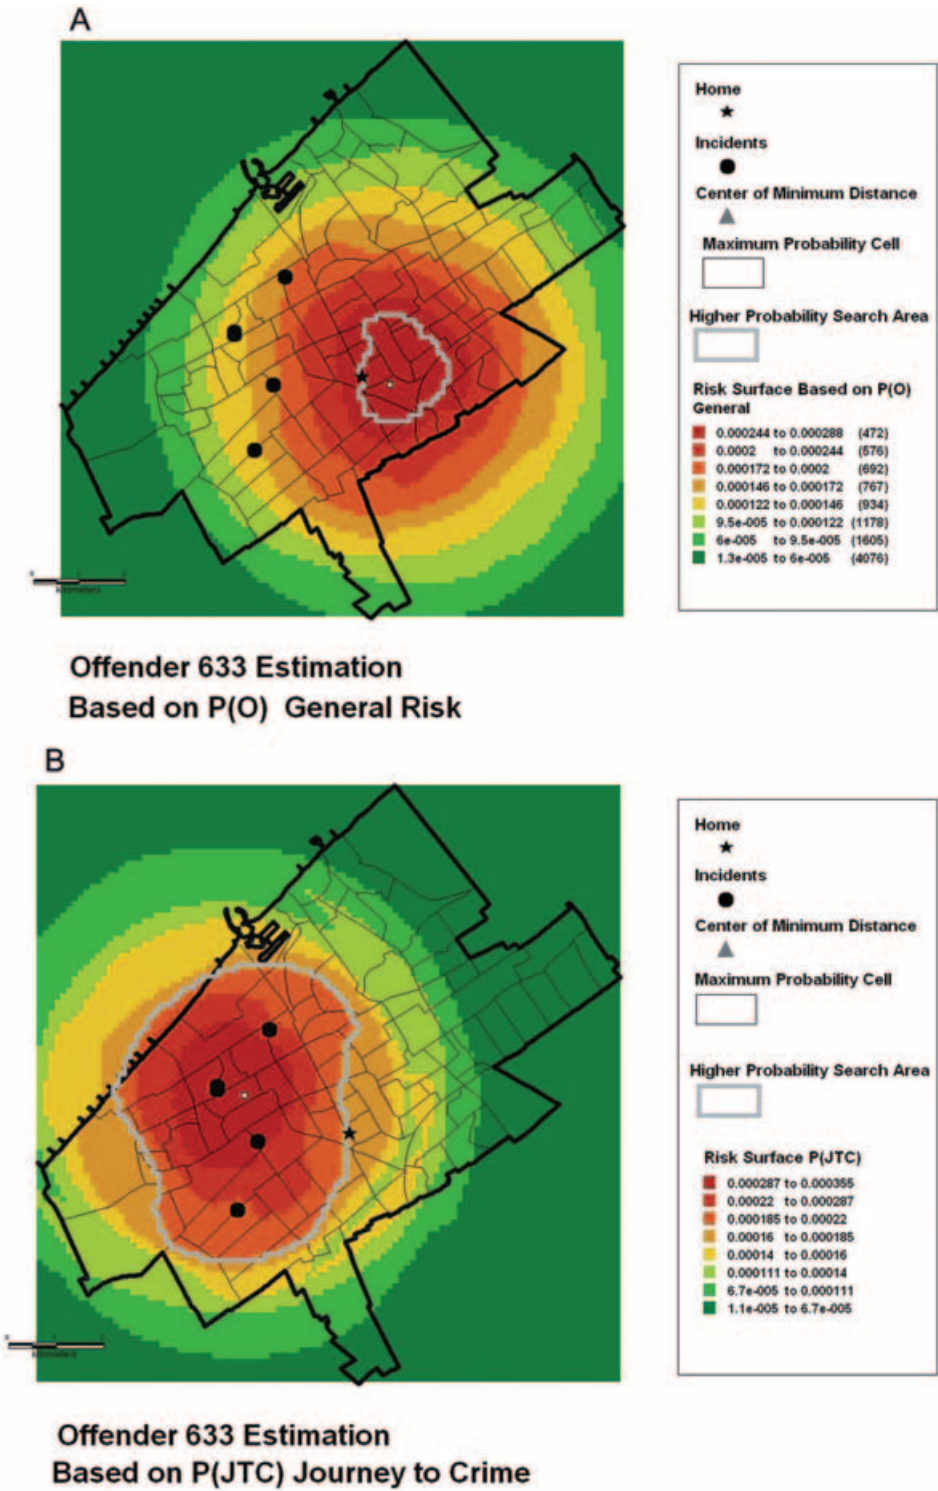 A
Home
Incidents
Center of Minimum Distance
Maximum Probability Cell
Higher Probability Search Area
Risk Surface Based on P(O)
General
0.000244 to 0.000288 (472)
0.0002 to 0.000244 (576)
0.000172 to 0.0002 (692)
0.000146 to 0.000172 (767)
0.000122 to 0.000146 (934)
9.5e-005 to 0.000122 (1178)
6e-005 to 9.5e-005 (1605)
1.3e-005 to 6e-005 (4076)
kilometers
Offender 633 Estimation
Based on P(O) General Risk
B
Home
Incidents
Center of Minimum Distance
Maximum Probability Cell
Higher Probability Search Area
Risk Surface P(JTC)
0.000287 to 0.000355
0.00022 to 0.000287
0.000185 to 0.00022
0.00016 to 0.000185
0.00014 to 0.00016
0.000111 to 0.00014
6.7e-005 to 0.000111
1.1e-005 to 6.7e-005
kilometers
Offender 633 Estimation
Based on P(JTC) Journey to Crime